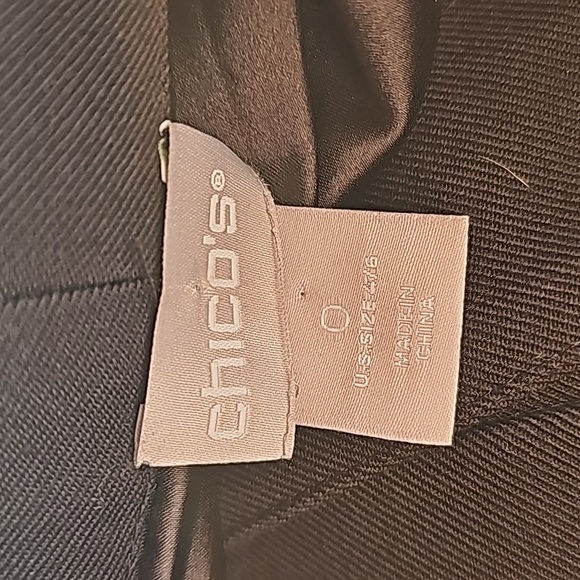 chico's®
0
U.S. SIZE 4/6
MADE IN
CHINA